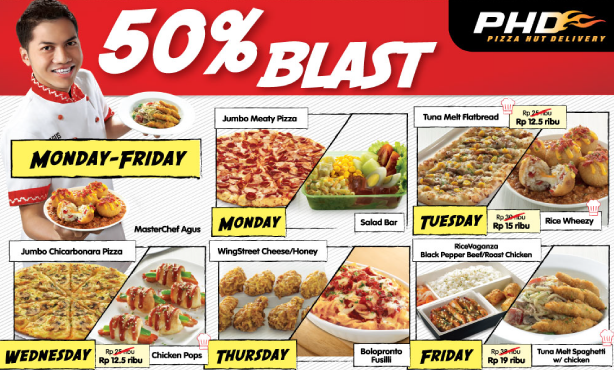 50% BLAST
PHD
PIZZA HUT DELIVERY
MONDAY-FRIDAY
MasterChef Agus
Jumbo Meaty Pizza
MONDAY
Salad Bar
Tuna Melt Flatbread
Rp 25 ribu
Rp 12.5 ribu
TUESDAY
Rp 30 ribu
Rp 15 ribu
Rice Wheezy
Jumbo Chicarbonara Pizza
WEDNESDAY
Rp 25 ribu
Rp 12.5 ribu
Chicken Pops
WingStreet Cheese/Honey
THURSDAY
Bolopronto
Fusilli
RiceVaganza
Black Pepper Beef/Roast Chicken
FRIDAY
Rp 38 ribu
Rp 19 ribu
Tuna Melt Spaghetti
w/ chicken